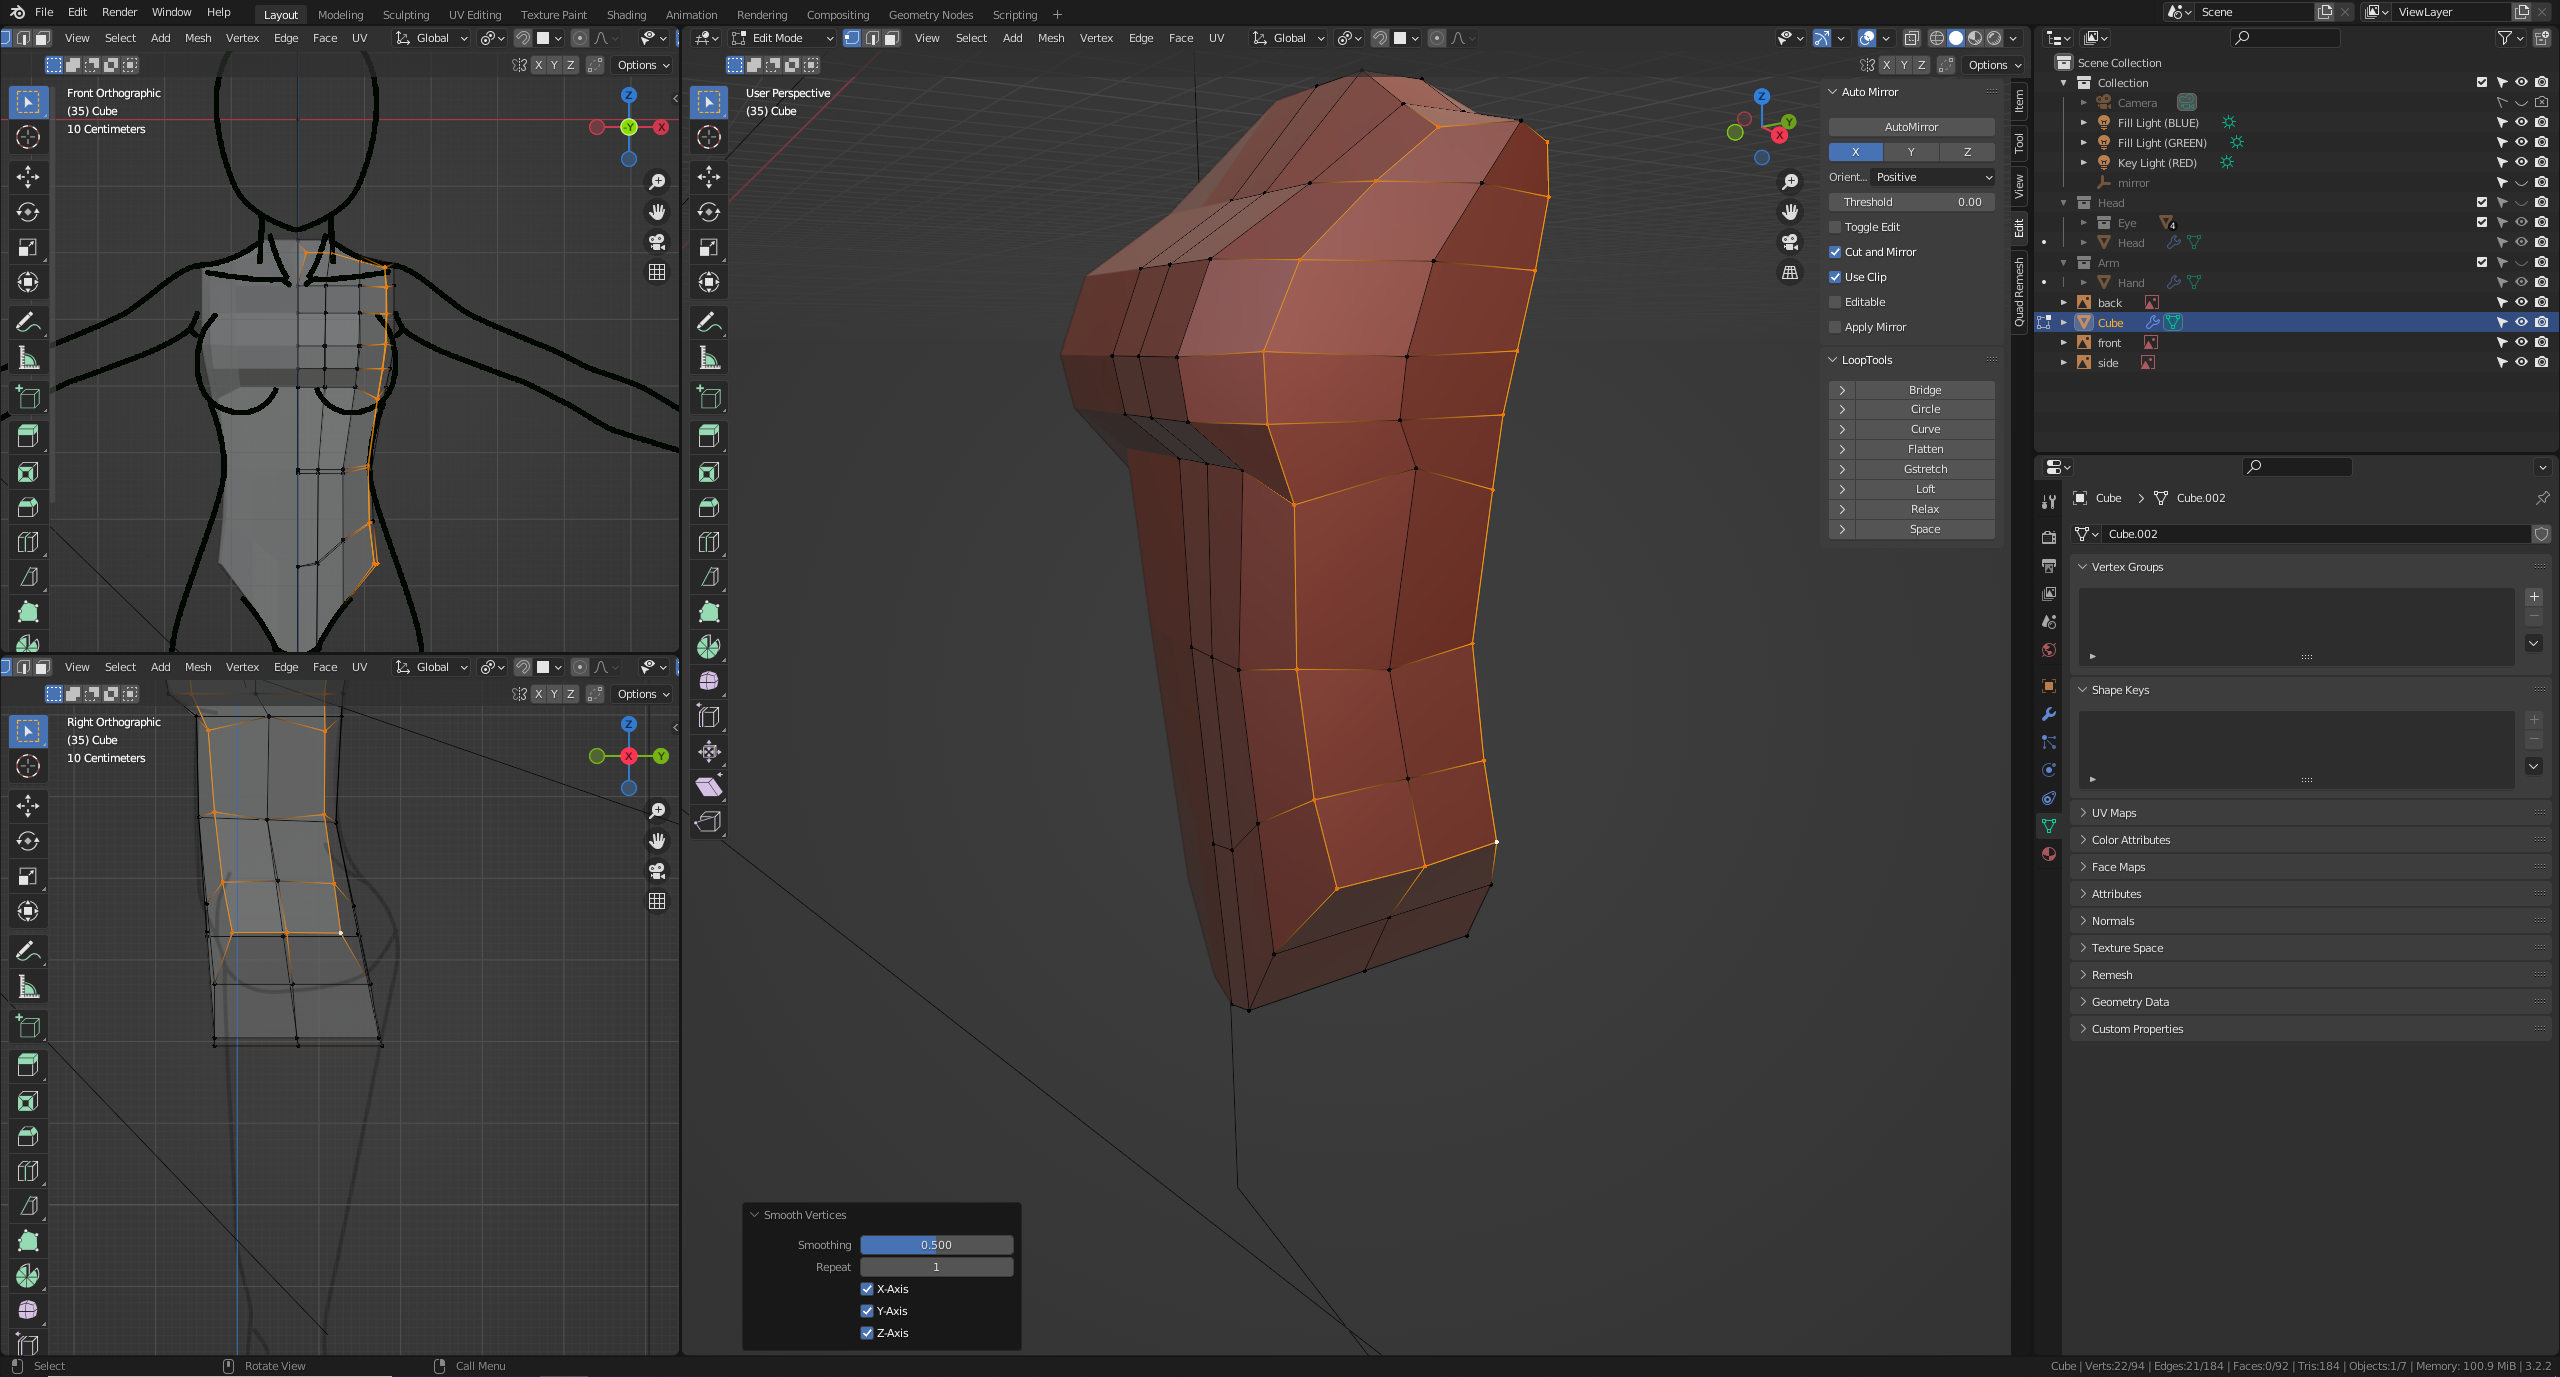 File Edit Render Window Help Layout Modeling Sculpting UV Editing Texture Paint Shading Animation Rendering Compositing Geometry Nodes Scripting + Scene ViewLayer
View Select Add Mesh Vertex Edge Face UV Global
X Y Z Options
Front Orthographic
(35) Cube
10 Centimeters
Z
-Y X
View Select Add Mesh Vertex Edge Face UV Global
X Y Z Options
Right Orthographic
(35) Cube
10 Centimeters
Z
X Y
Edit Mode View Select Add Mesh Vertex Edge Face UV Global
X Y Z Options
User Perspective
(35) Cube
Z
Y
X
Auto Mirror
AutoMirror
X Y Z
Orient... Positive
Threshold 0.00
Toggle Edit
Cut and Mirror
Use Clip
Editable
Apply Mirror
LoopTools
Bridge
Circle
Curve
Flatten
Gstretch
Loft
Relax
Space
Item
Tool
View
Edit
Quad Remesh
Smooth Vertices
Smoothing 0.500
Repeat 1
X-Axis
Y-Axis
Z-Axis
Scene Collection
Collection
Camera
Fill Light (BLUE)
Fill Light (GREEN)
Key Light (RED)
mirror
Head
Eye 4
Head
Arm
Hand
back
Cube
front
side
Cube Cube.002
Cube.002
Vertex Groups
Shape Keys
UV Maps
Color Attributes
Face Maps
Attributes
Normals
Texture Space
Remesh
Geometry Data
Custom Properties
Select Rotate View Call Menu
Cube | Verts:22/94 | Edges:21/184 | Faces:0/92 | Tris:184 | Objects:1/7 | Memory: 100.9 MiB | 3.2.2